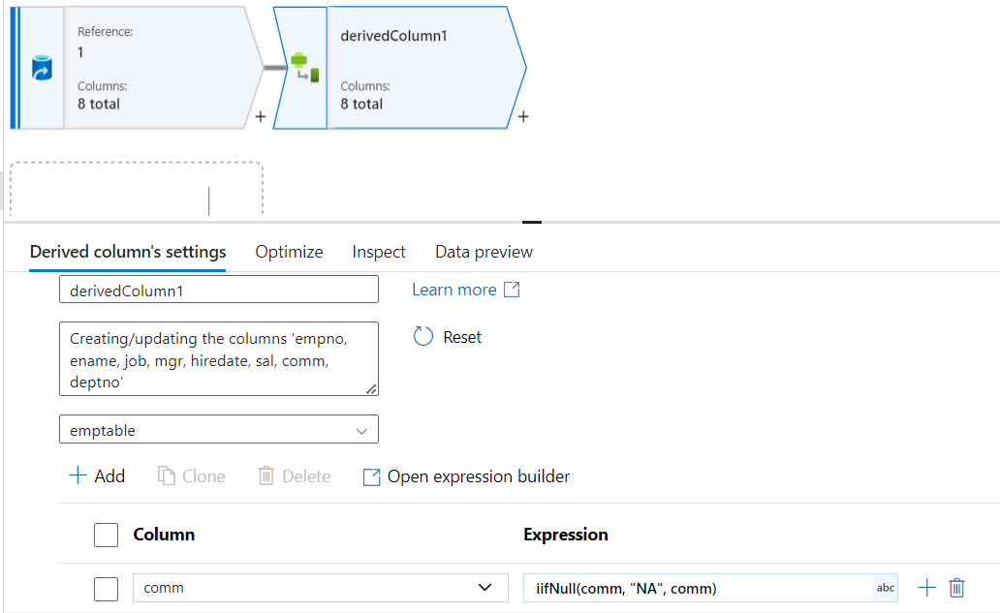 Reference:
1
Columns:
8 total
+
derivedColumn1
Columns:
8 total
+
Derived column's settings
Optimize
Inspect
Data preview
derivedColumn1
Learn more
Creating/updating the columns 'empno,
ename, job, mgr, hiredate, sal, comm,
deptno'
Reset
emptable
Add
Clone
Delete
Open expression builder
Column
Expression
comm
iifNull(comm, "NA", comm)
abc